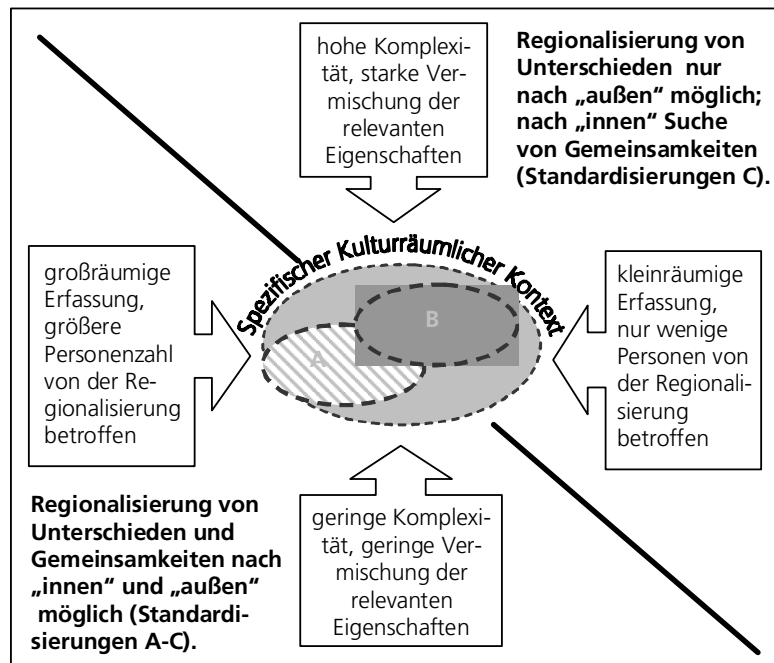 hohe Komplexi-
tät, starke Ver-
mischung der
relevanten
Eigenschaften
Regionalisierung von
Unterschieden nur
nach „außen“ möglich;
nach „innen“ Suche
von Gemeinsamkeiten
(Standardisierungen C).
großräumige
Erfassung,
größere
Personenzahl
von der Re-
gionalisierung
betroffen
Spezifischer Kulturräumlicher Kontext
B
A
kleinräumige
Erfassung,
nur wenige
Personen von
der Regionali-
sierung
betroffen
Regionalisierung von
Unterschieden und
Gemeinsamkeiten nach
„innen“ und „außen“
möglich (Standardi-
sierungen A-C).
geringe Komplexi-
tät, geringe Ver-
mischung der
relevanten
Eigenschaften